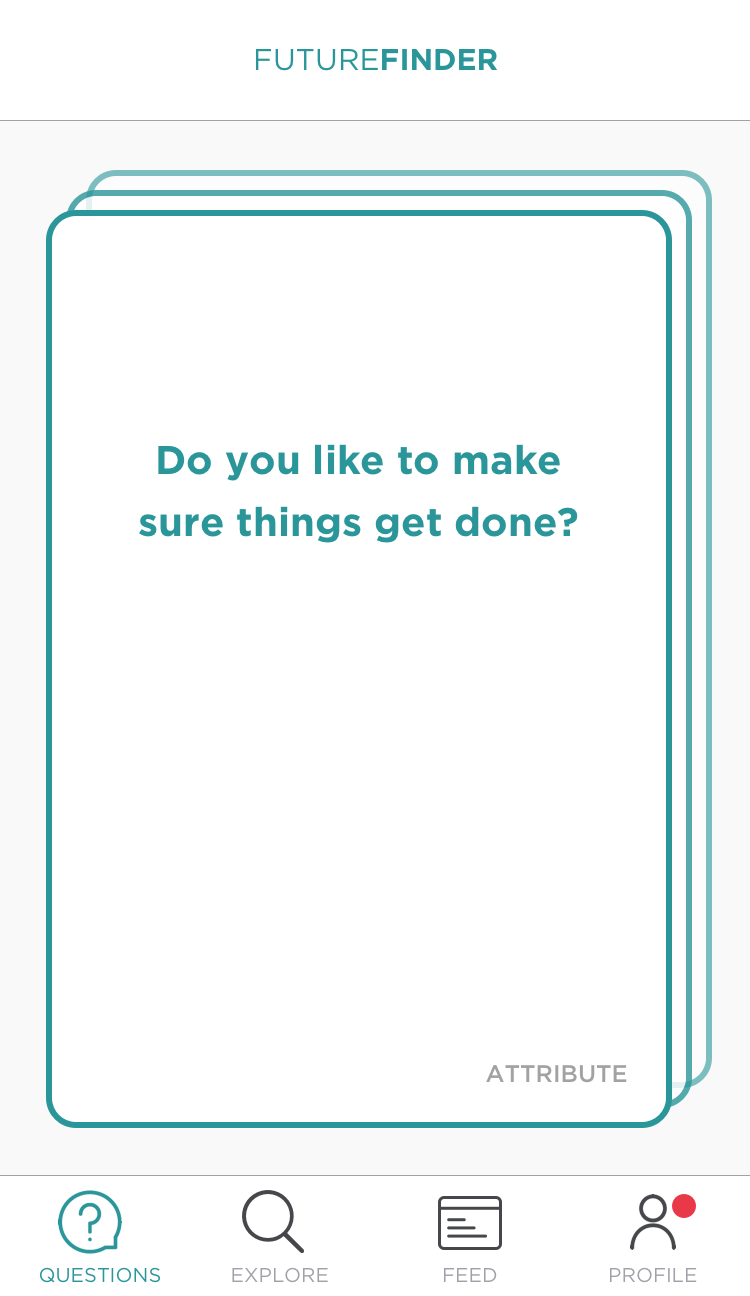 FUTUREFINDER
Do you like to make
sure things get done?
ATTRIBUTE
QUESTIONS
EXPLORE
FEED
PROFILE